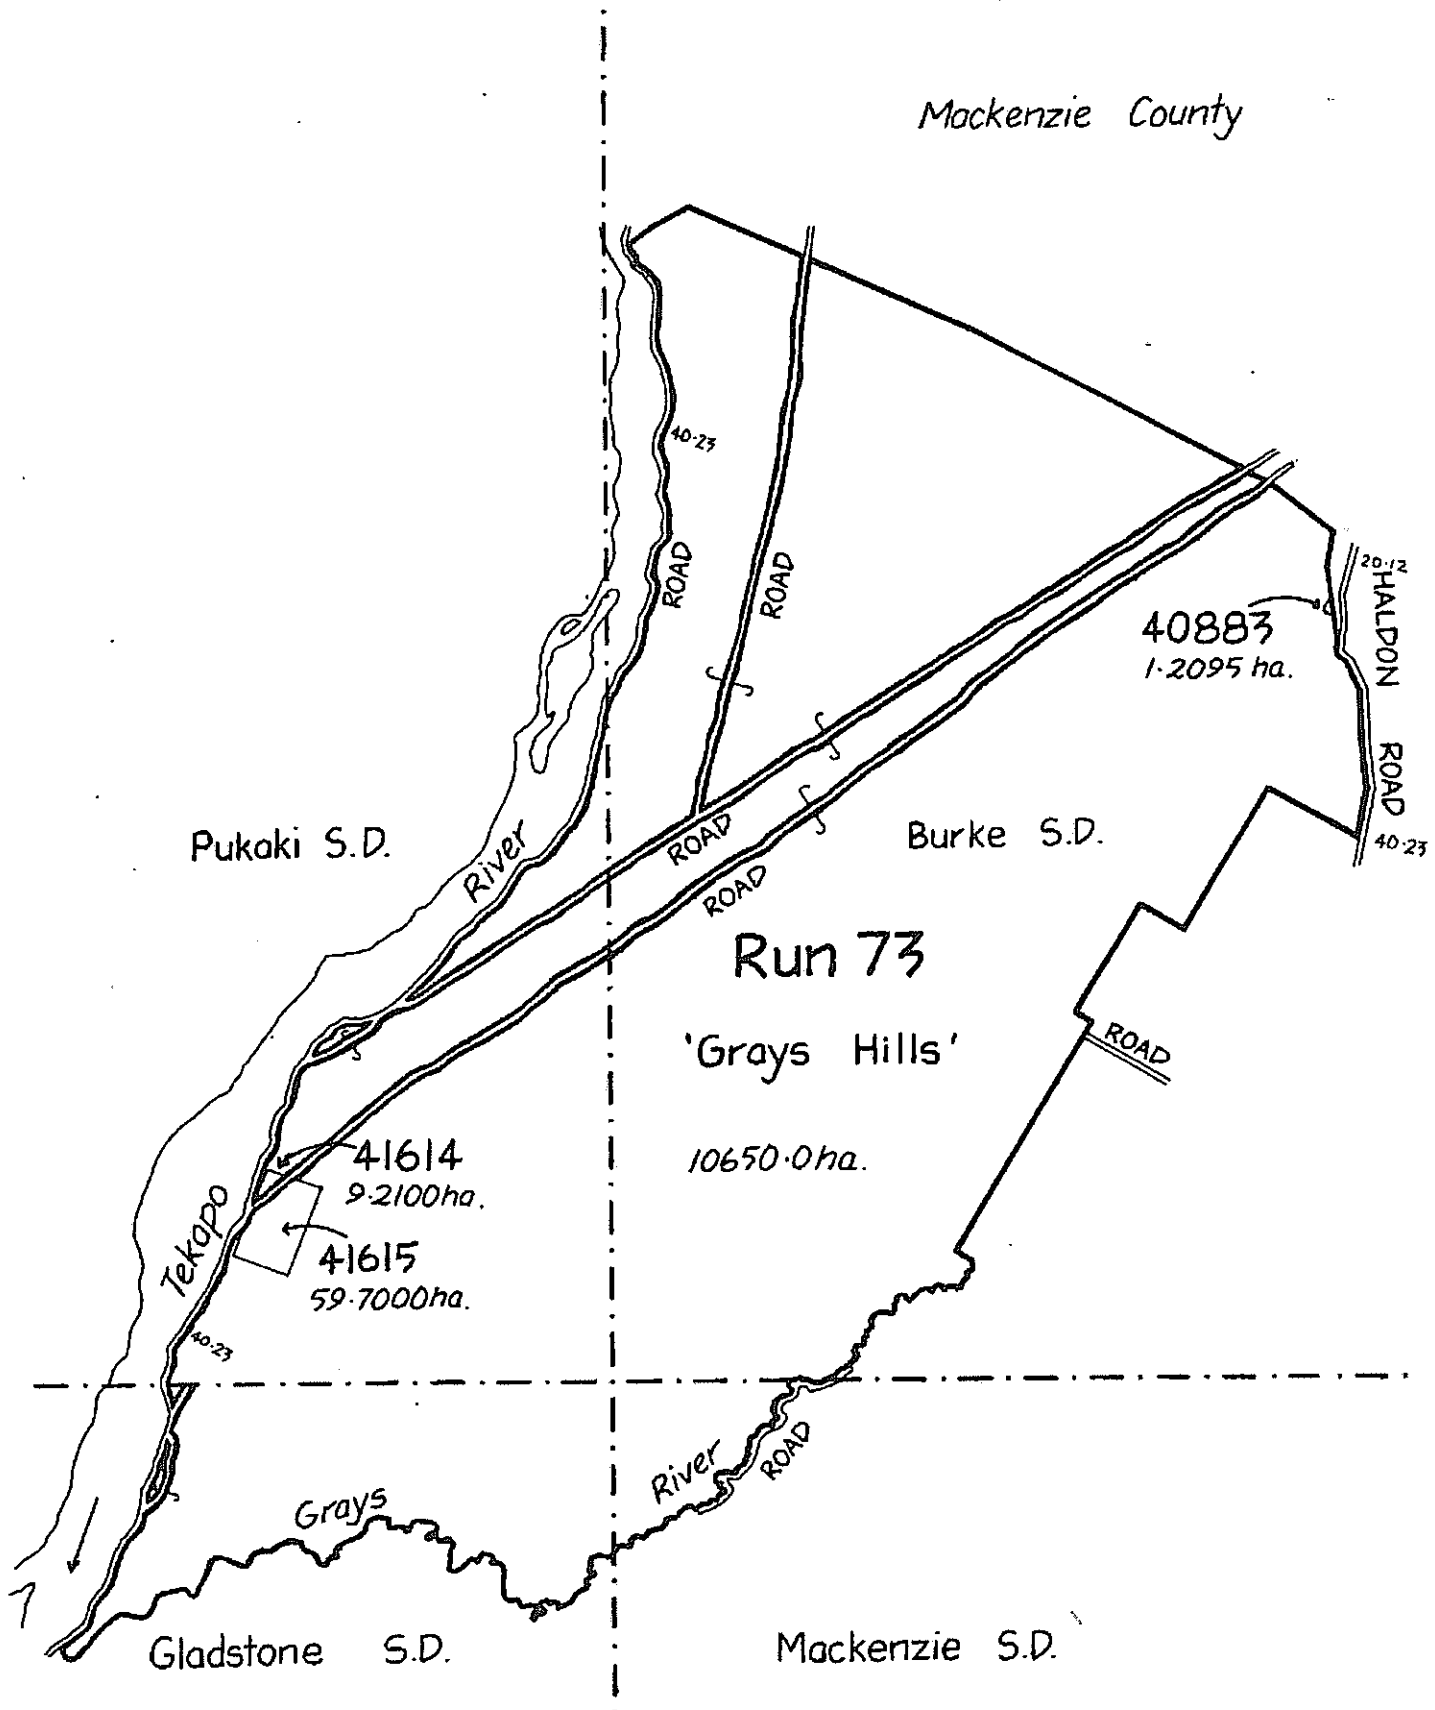 Mackenzie County
40·23
ROAD
ROAD
20·12
HALDON ROAD
40883
1·2095 ha.
40·23
Pukaki S.D.
River
ROAD
ROAD
Burke S.D.
Run 73
'Grays Hills'
ROAD
10650·0ha.
41614
9·2100ha.
Tekapo
41615
59·7000ha.
40·23
River
ROAD
Grays
Gladstone S.D.
Mackenzie S.D.